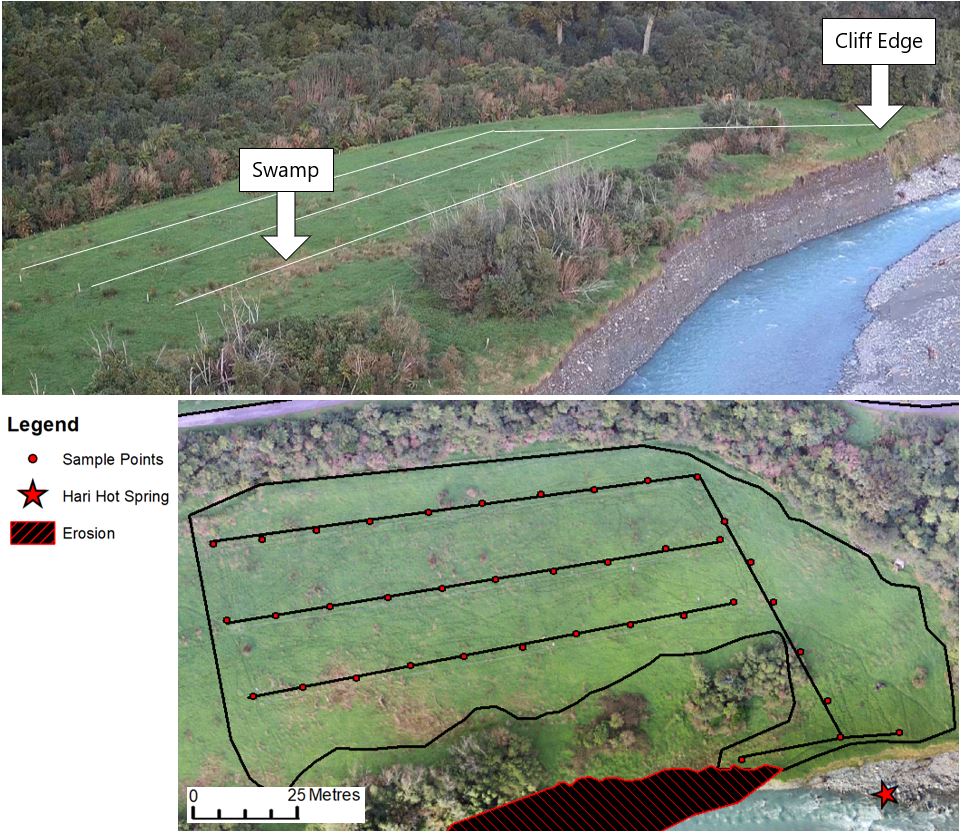 Cliff Edge
Swamp
Legend
Sample Points
Hari Hot Spring
Erosion
0 25 Metres